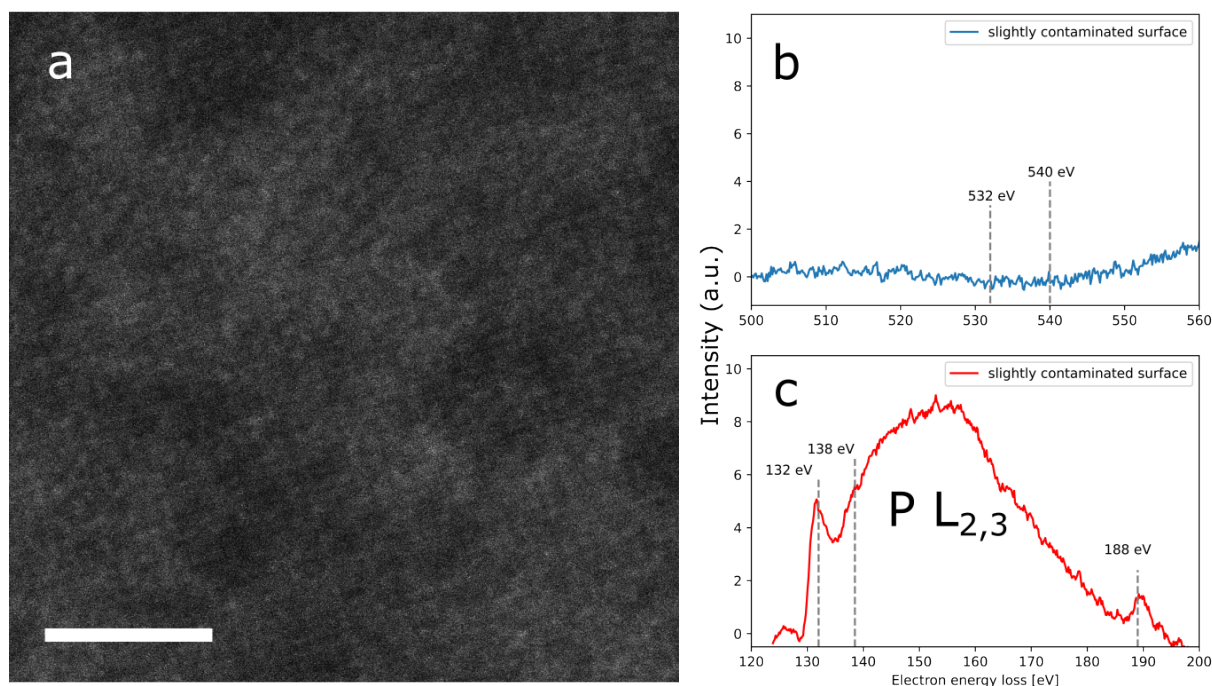 a
b
slightly contaminated surface
10
8
6
4
2
0
532 eV
540 eV
500 510 520 530 540 550 560
Intensity (a.u.)
c
slightly contaminated surface
10
8
6
4
2
0
132 eV
138 eV
188 eV
P L2,3
120 130 140 150 160 170 180 190 200
Electron energy loss [eV]